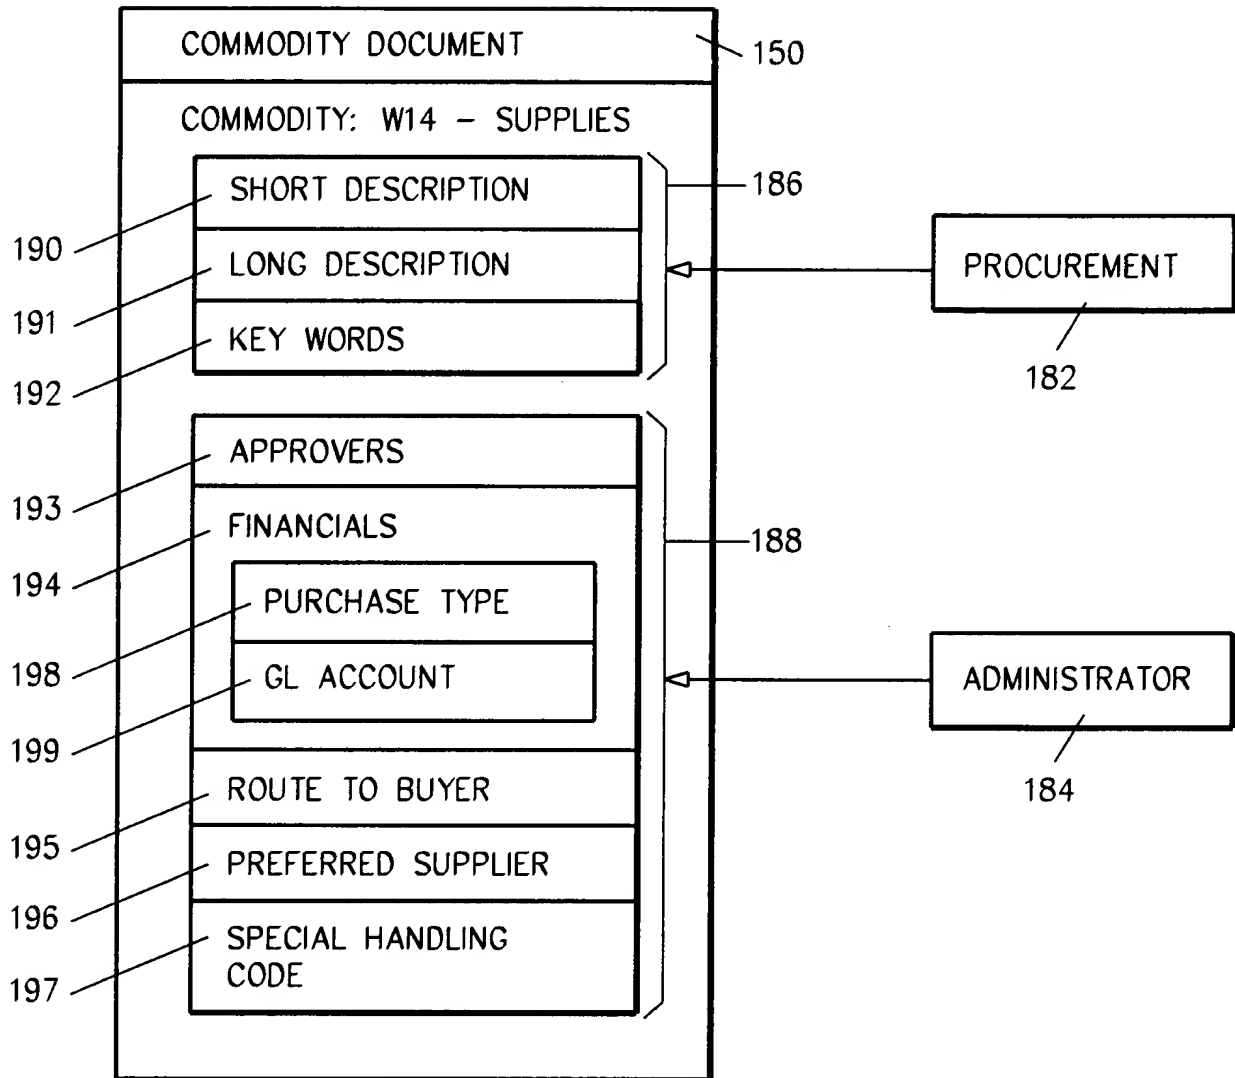 COMMODITY DOCUMENT
150
COMMODITY: W14 - SUPPLIES
SHORT DESCRIPTION
186
190
LONG DESCRIPTION
PROCUREMENT
191
KEY WORDS
182
192
APPROVERS
193
FINANCIALS
188
194
PURCHASE TYPE
198
GL ACCOUNT
ADMINISTRATOR
199
ROUTE TO BUYER
184
195
PREFERRED SUPPLIER
196
SPECIAL HANDLING
CODE
197